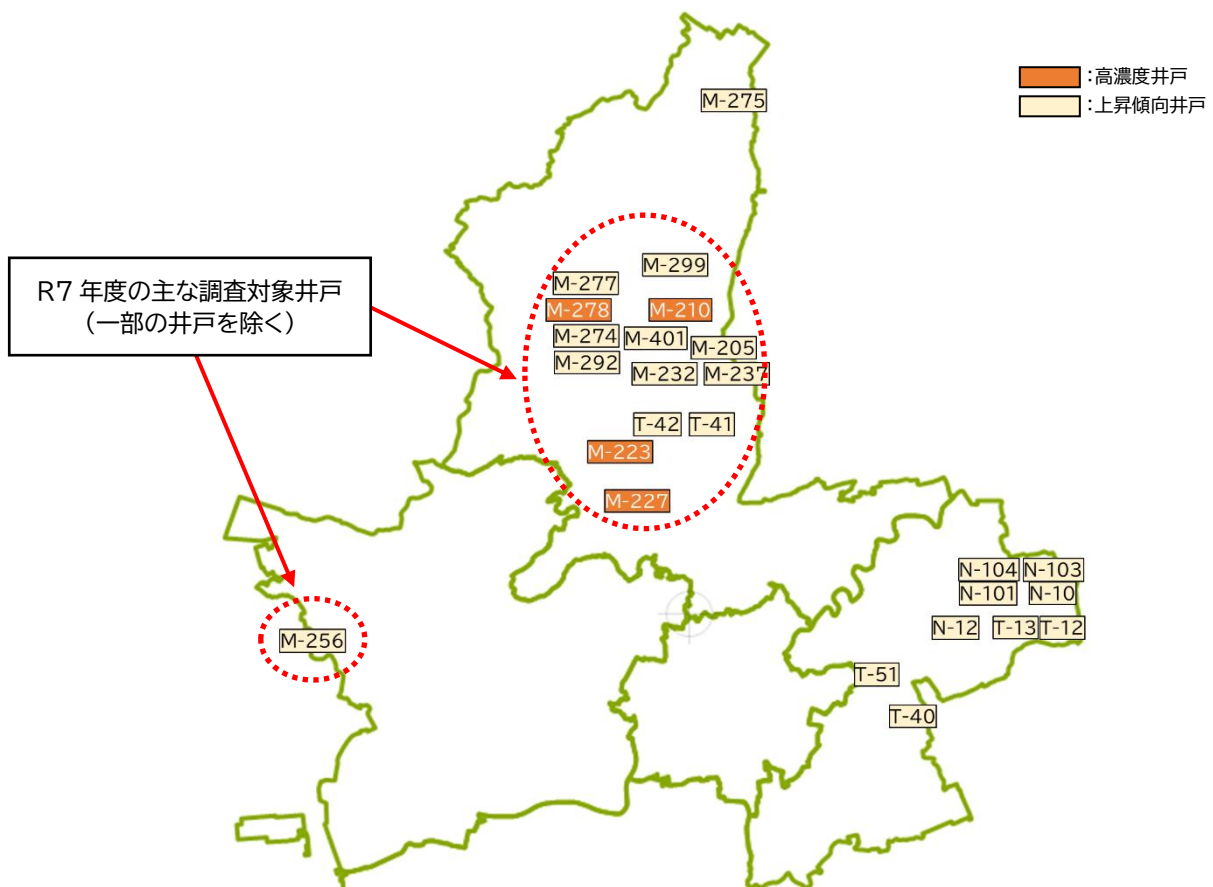 :高濃度井戸
:上昇傾向井戸
M-275
R7 年度の主な調査対象井戸
(一部の井戸を除く)
M-299
M-277
M-278
M-210
M-274
M-401
M-205
M-292
M-232
M-237
T-42
T-41
M-223
M-227
N-104
N-103
N-101
N-10
M-256
N-12
T-13
T-12
T-51
T-40